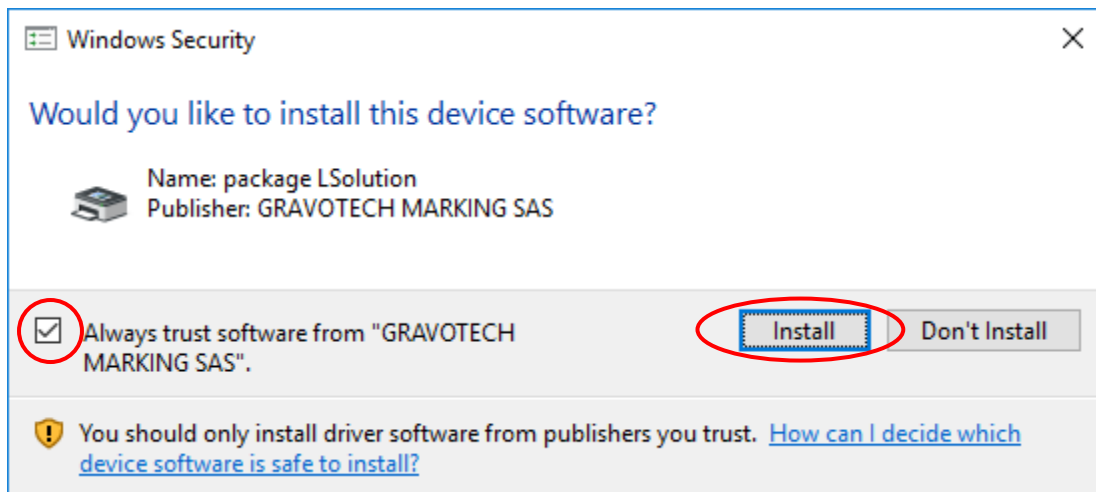 Windows Security
Would you like to install this device software?
Name: package LSolution
Publisher: GRAVOTECH MARKING SAS
Always trust software from "GRAVOTECH
MARKING SAS".
Install
Don't Install
You should only install driver software from publishers you trust. How can I decide which
device software is safe to install?